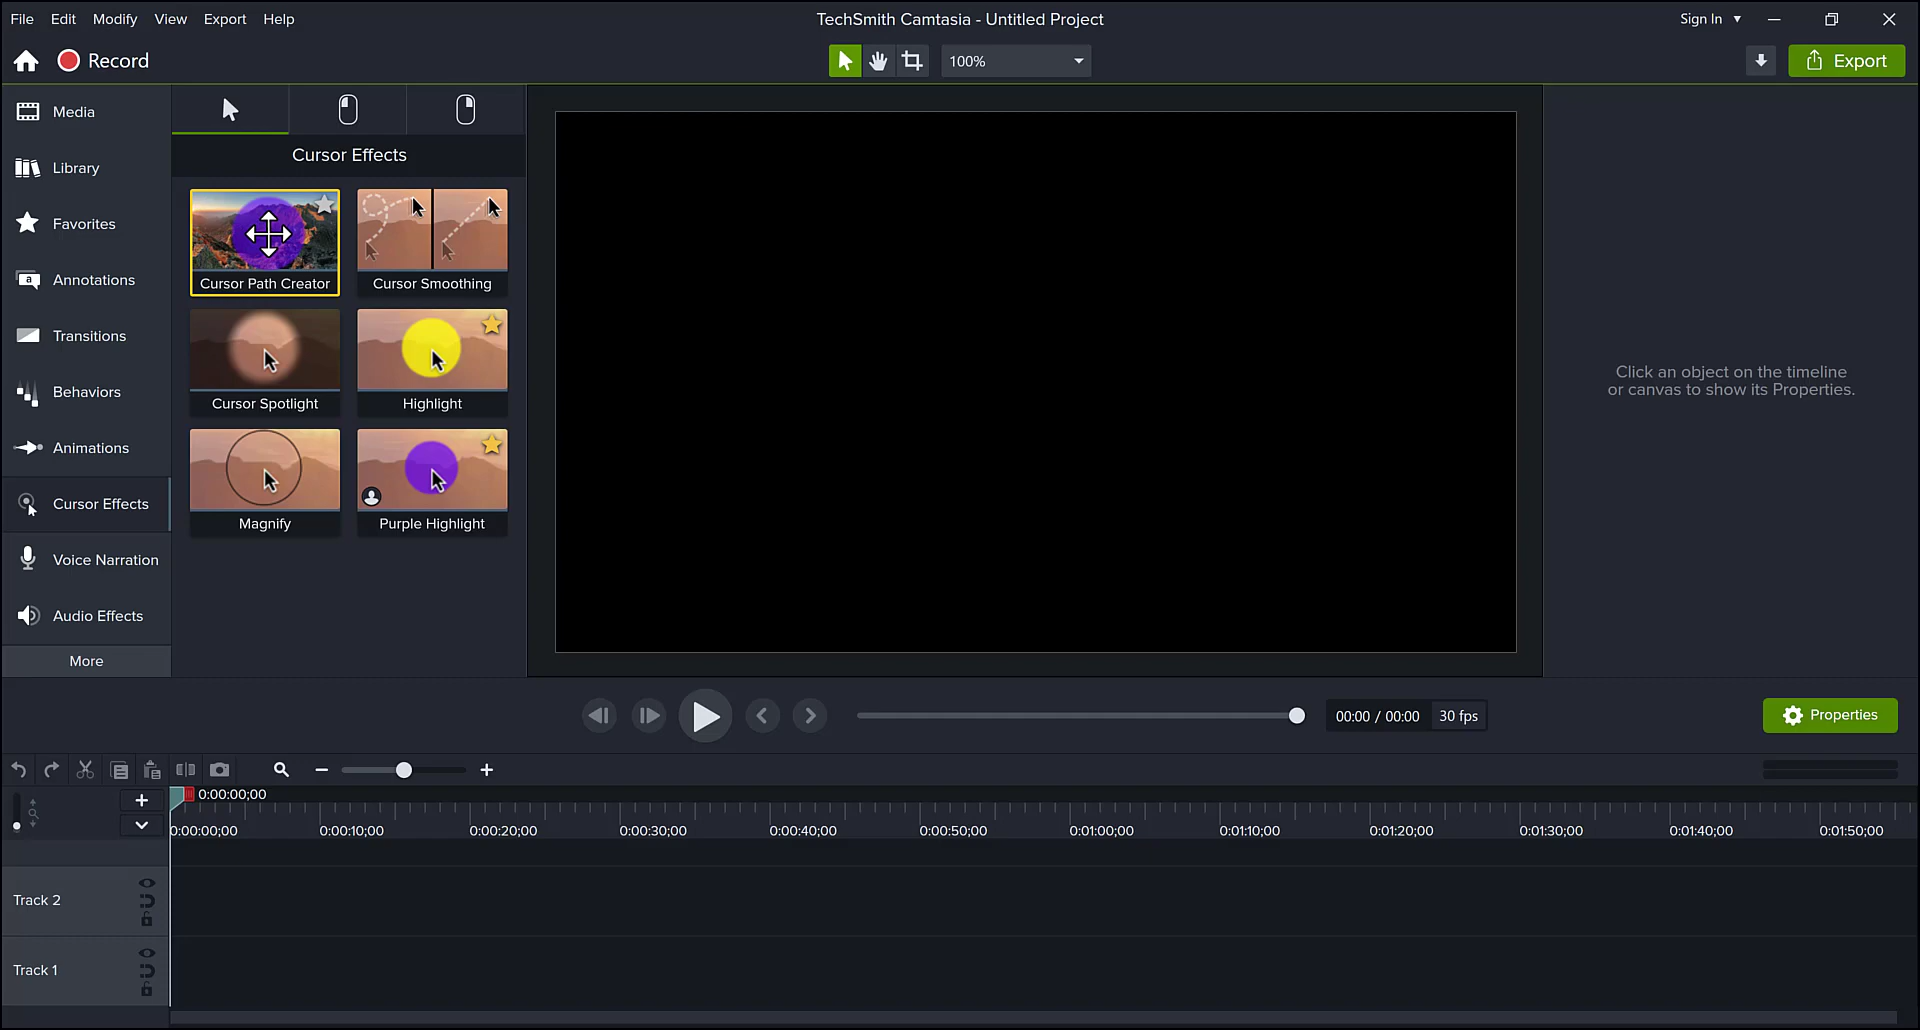 File Edit Modify View Export Help
TechSmith Camtasia - Untitled Project
Sign In
Record
100%
Export
Media
Library
Favorites
Annotations
Transitions
Behaviors
Animations
Cursor Effects
Voice Narration
Audio Effects
More
Cursor Effects
Cursor Path Creator
Cursor Smoothing
Cursor Spotlight
Highlight
Magnify
Purple Highlight
Click an object on the timeline
or canvas to show its Properties.
00:00 / 00:00
30 fps
Properties
0:00:00;00
0:00:00;00 0:00:10;00 0:00:20;00 0:00:30;00 0:00:40;00 0:00:50;00 0:01:00;00 0:01:10;00 0:01:20;00 0:01:30;00 0:01:40;00 0:01:50;00
Track 2
Track 1